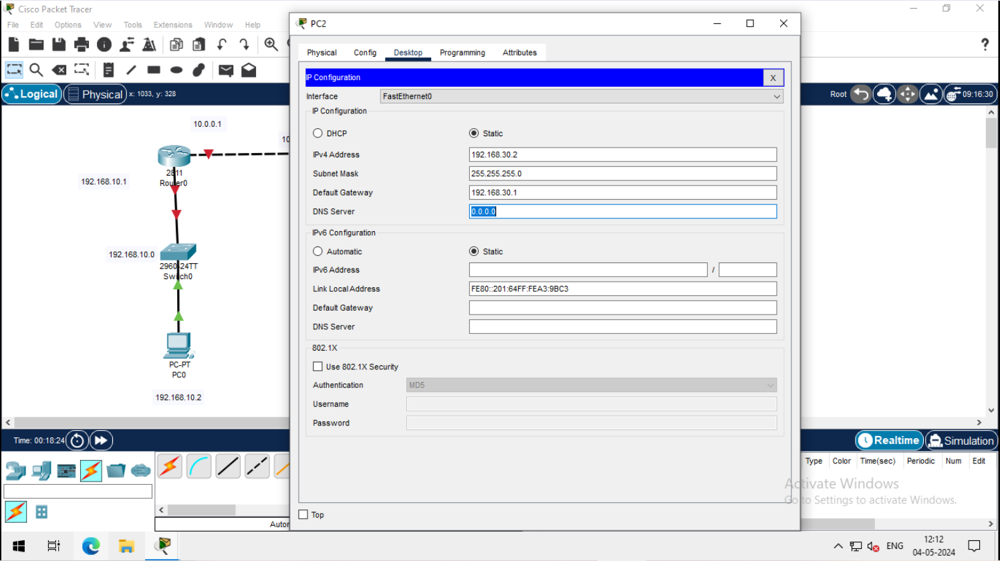 Cisco Packet Tracer
File Edit Options View Tools Extensions Window Help
Logical Physical x: 1033, y: 328
Root 09:16:30
10.0.0.1
10
2811
Router0
192.168.10.1
192.168.10.0
2960-24TT
Switch0
PC-PT
PC0
192.168.10.2
Time: 00:18:24
Realtime Simulation
Auto
PC2
Physical Config Desktop Programming Attributes
IP Configuration X
Interface FastEthernet0
IP Configuration
DHCP Static
IPv4 Address 192.168.30.2
Subnet Mask 255.255.255.0
Default Gateway 192.168.30.1
DNS Server 0.0.0.0
IPv6 Configuration
Automatic Static
IPv6 Address /
Link Local Address FE80::201:64FF:FEA3:9BC3
Default Gateway
DNS Server
802.1X
Use 802.1X Security
Authentication MD5
Username
Password
Top
Type Color Time(sec) Periodic Num Edit
Activate Windows
Go to Settings to activate Windows.
ENG
12:12
04-05-2024